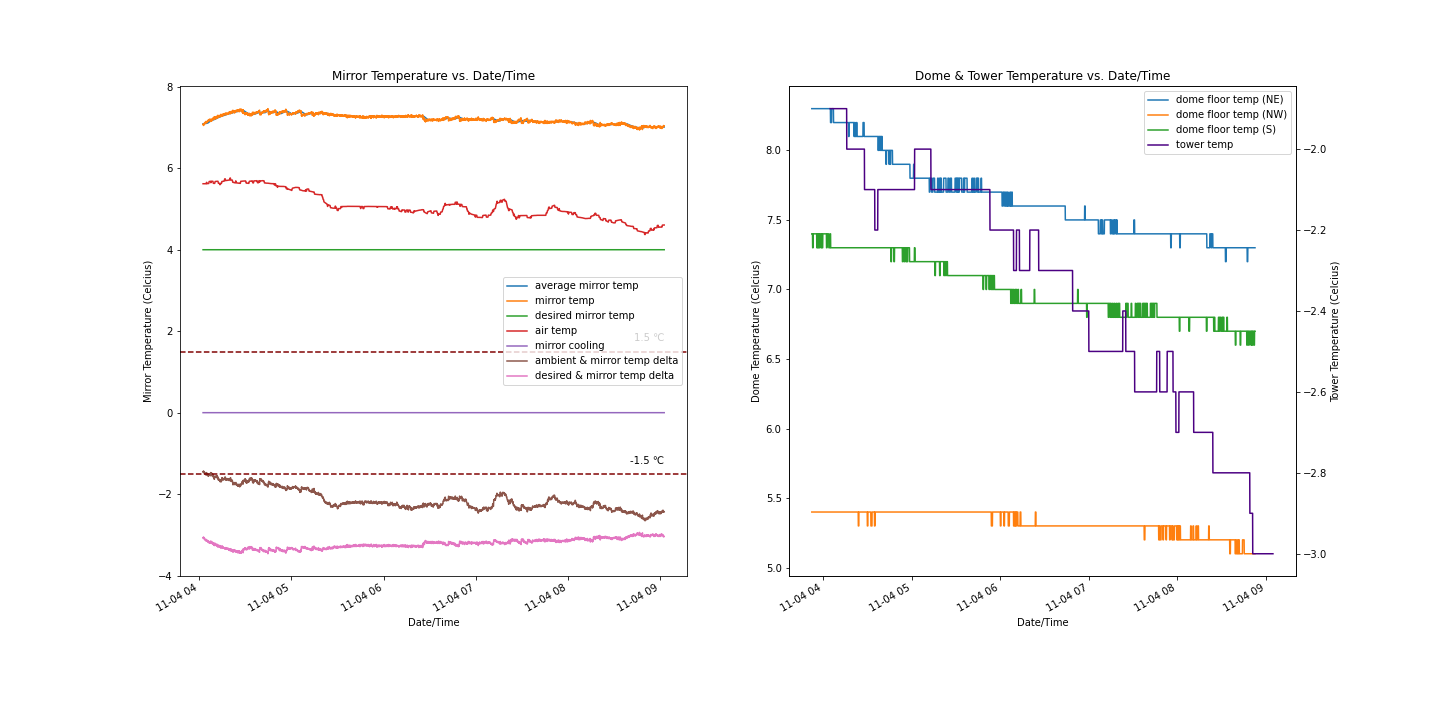 Mirror Temperature vs. Date/Time
8
6
4
2
0
−2
−4
Mirror Temperature (Celcius)
average mirror temp
mirror temp
desired mirror temp
air temp
mirror cooling
ambient & mirror temp delta
desired & mirror temp delta
1.5 °C
-1.5 °C
11-04 04
11-04 05
11-04 06
11-04 07
11-04 08
11-04 09
Date/Time
Dome & Tower Temperature vs. Date/Time
8.0
7.5
7.0
6.5
6.0
5.5
5.0
Dome Temperature (Celcius)
dome floor temp (NE)
dome floor temp (NW)
dome floor temp (S)
tower temp
−2.0
−2.2
−2.4
−2.6
−2.8
−3.0
Tower Temperature (Celcius)
11-04 04
11-04 05
11-04 06
11-04 07
11-04 08
11-04 09
Date/Time